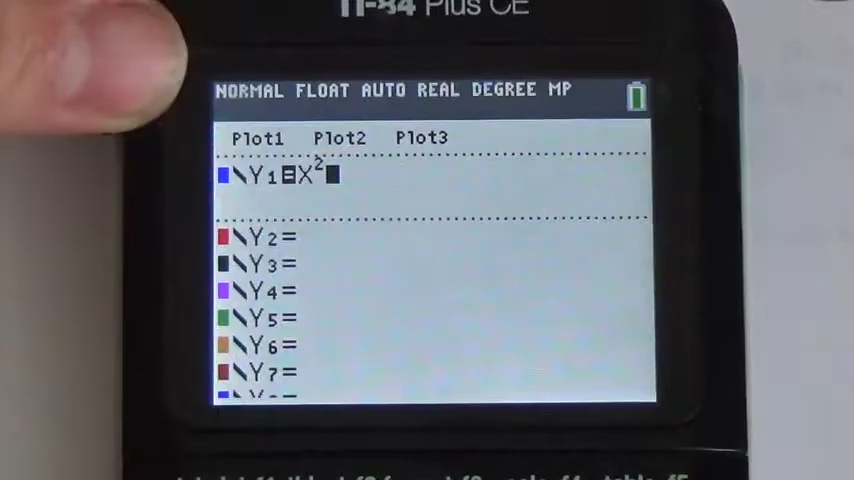 TI-84 Plus CE
NORMAL FLOAT AUTO REAL DEGREE MP
Plot1 Plot2 Plot3
\Y1=X²
\Y2=
\Y3=
\Y4=
\Y5=
\Y6=
\Y7=